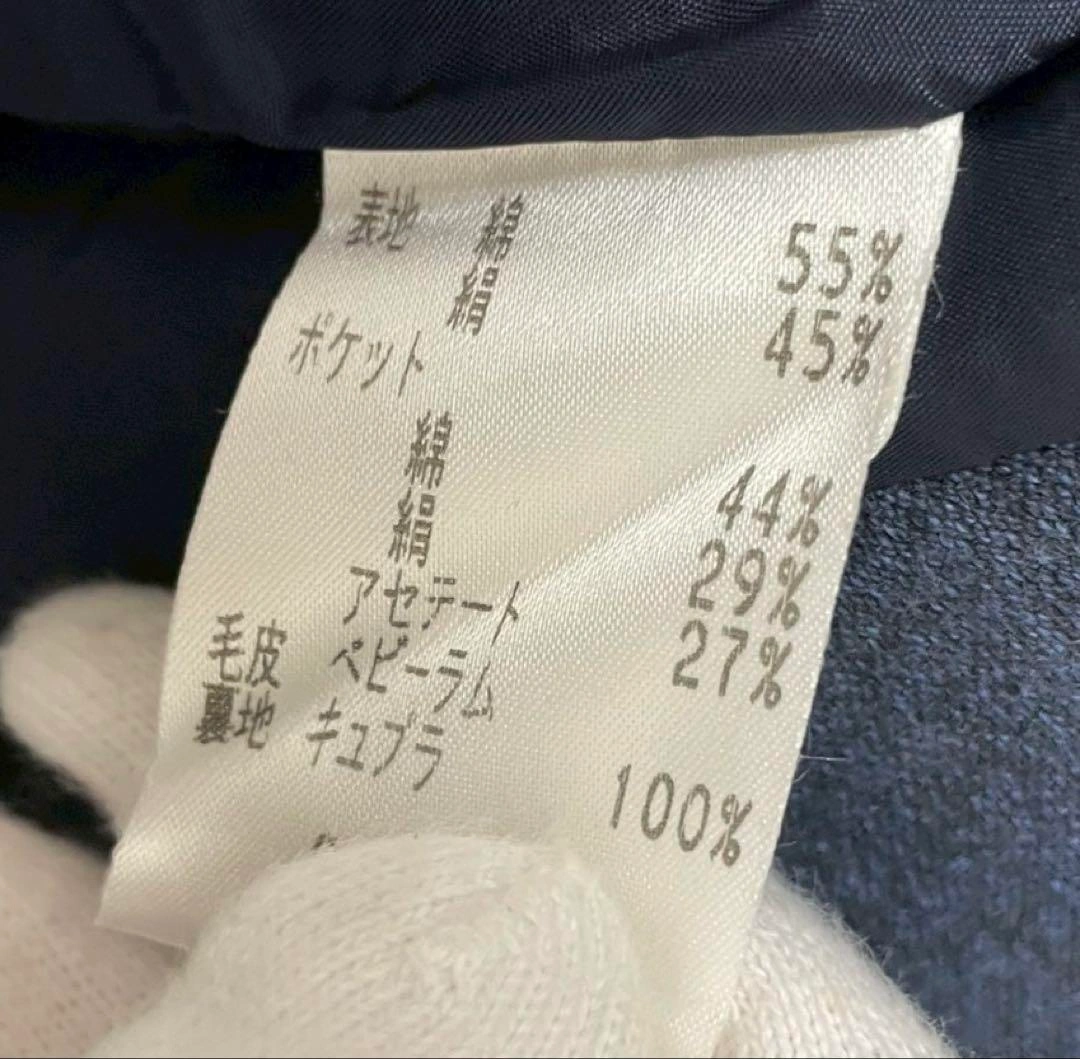 表地 綿 55%
絹 45%
ポケット
綿 44%
絹 29%
アセテート 27%
毛皮 ベビーラム
裏地 キュプラ 100%